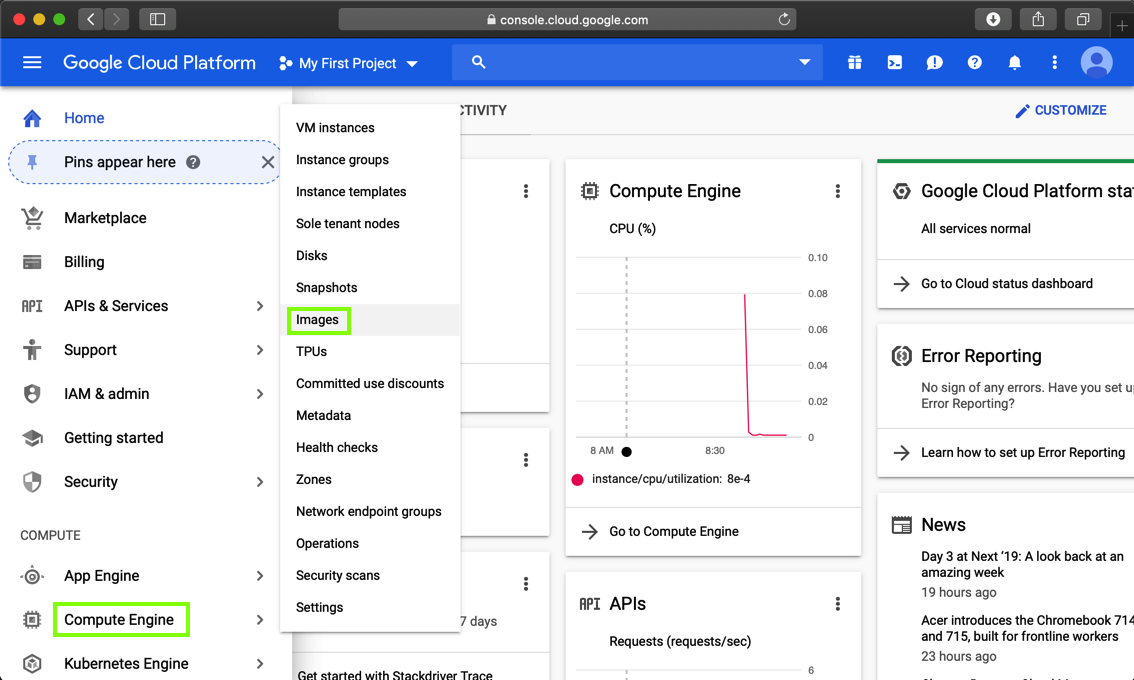 console.cloud.google.com
Google Cloud Platform
My First Project
Home
Pins appear here
Marketplace
Billing
API APIs & Services
Support
IAM & admin
Getting started
Security
COMPUTE
App Engine
Compute Engine
Kubernetes Engine
VM instances
Instance groups
Instance templates
Sole tenant nodes
Disks
Snapshots
Images
TPUs
Committed use discounts
Metadata
Health checks
Zones
Network endpoint groups
Operations
Security scans
Settings
CTIVITY
CUSTOMIZE
7 days
Get started with Stackdriver Trace
Compute Engine
CPU (%)
0.10
0.08
0.06
0.04
0.02
0
8 AM
8:30
instance/cpu/utilization: 8e-4
Go to Compute Engine
API APIs
Requests (requests/sec)
6
Google Cloud Platform stat
All services normal
Go to Cloud status dashboard
Error Reporting
No sign of any errors. Have you set u
Error Reporting?
Learn how to set up Error Reporting
News
Day 3 at Next '19: A look back at an
amazing week
19 hours ago
Acer introduces the Chromebook 714
and 715, built for frontline workers
23 hours ago